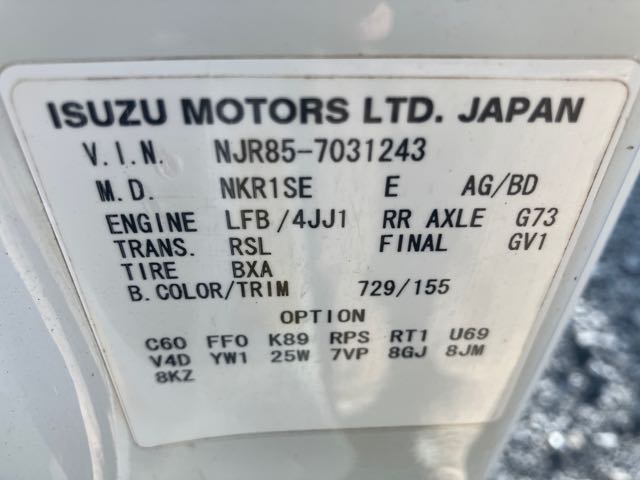 ISUZU MOTORS LTD. JAPAN
V.I.N. NJR85-7031243
M.D. NKR1SE E AG/BD
ENGINE LFB/4JJ1 RR AXLE G73
TRANS. RSL FINAL GV1
TIRE BXA
B.COLOR/TRIM 729/155
OPTION
C60 FF0 K89 RPS RT1 U69
V4D YW1 25W 7VP 8GJ 8JM
8KZ